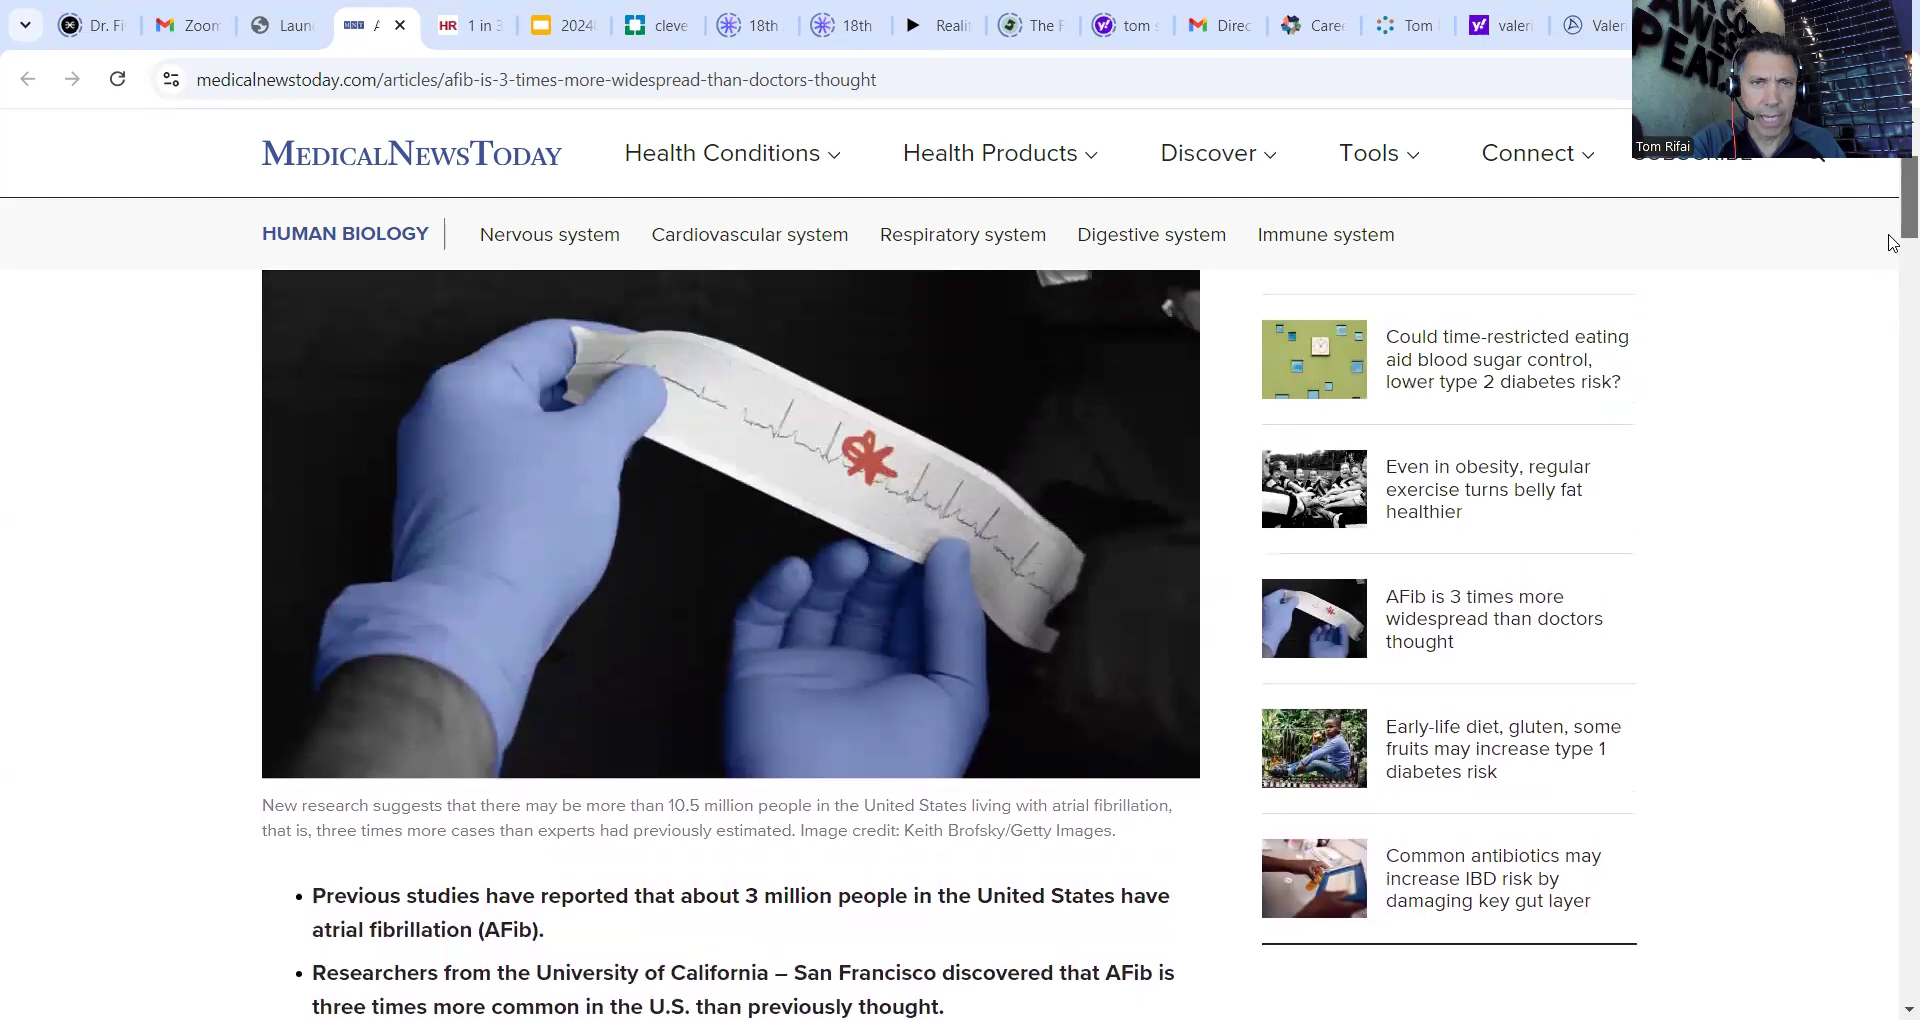 Dr. Fi
Zoom
Laun
MNT
HR 1 in 3
2024
cleve
18th
18th
Reali
The F
tom s
Direc
Care
Tom
valeri
Valer
medicalnewstoday.com/articles/afib-is-3-times-more-widespread-than-doctors-thought
AWES
PEAT.
Tom Rifai
MEDICALNEWSTODAY
Health Conditions
Health Products
Discover
Tools
Connect
SUBSCRIBE
HUMAN BIOLOGY
Nervous system
Cardiovascular system
Respiratory system
Digestive system
Immune system
Could time-restricted eating
aid blood sugar control,
lower type 2 diabetes risk?
Even in obesity, regular
exercise turns belly fat
healthier
AFib is 3 times more
widespread than doctors
thought
Early-life diet, gluten, some
fruits may increase type 1
diabetes risk
Common antibiotics may
increase IBD risk by
damaging key gut layer
New research suggests that there may be more than 10.5 million people in the United States living with atrial fibrillation,
that is, three times more cases than experts had previously estimated. Image credit: Keith Brofsky/Getty Images.
• Previous studies have reported that about 3 million people in the United States have
atrial fibrillation (AFib).
• Researchers from the University of California – San Francisco discovered that AFib is
three times more common in the U.S. than previously thought.